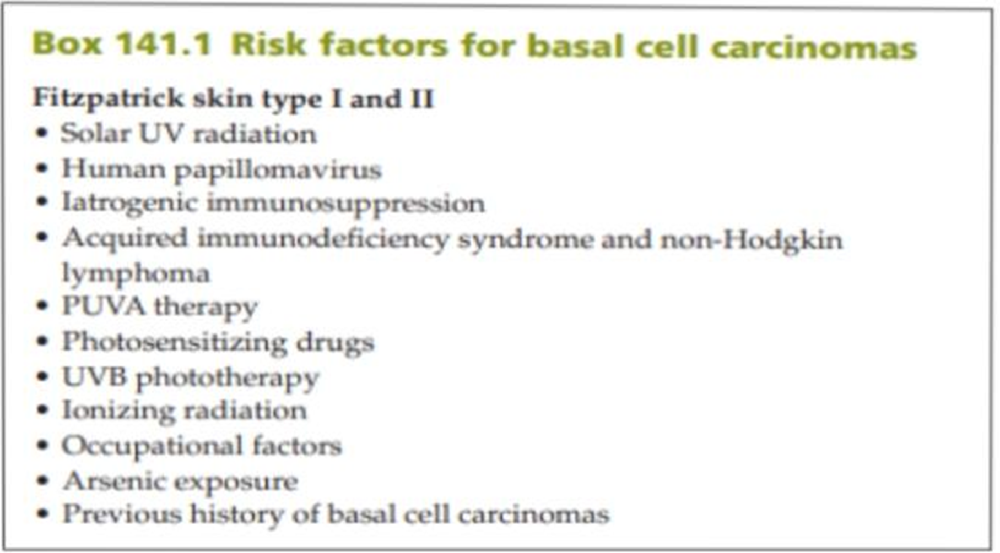 Box 141.1 Risk factors for basal cell carcinomas
Fitzpatrick skin type I and II
• Solar UV radiation
• Human papillomavirus
• Iatrogenic immunosuppression
• Acquired immunodeficiency syndrome and non-Hodgkin
lymphoma
• PUVA therapy
• Photosensitizing drugs
• UVB phototherapy
• Ionizing radiation
• Occupational factors
• Arsenic exposure
• Previous history of basal cell carcinomas